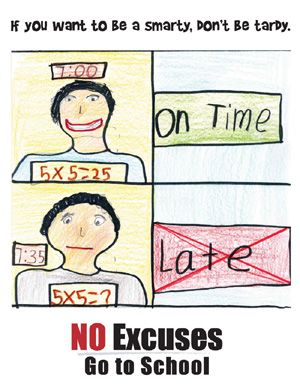 If you want to Be a smarty, Don't Be tardy.
7:00
On Time
5x5=25
7:35
Late
5x5=?
NO Excuses
Go to School